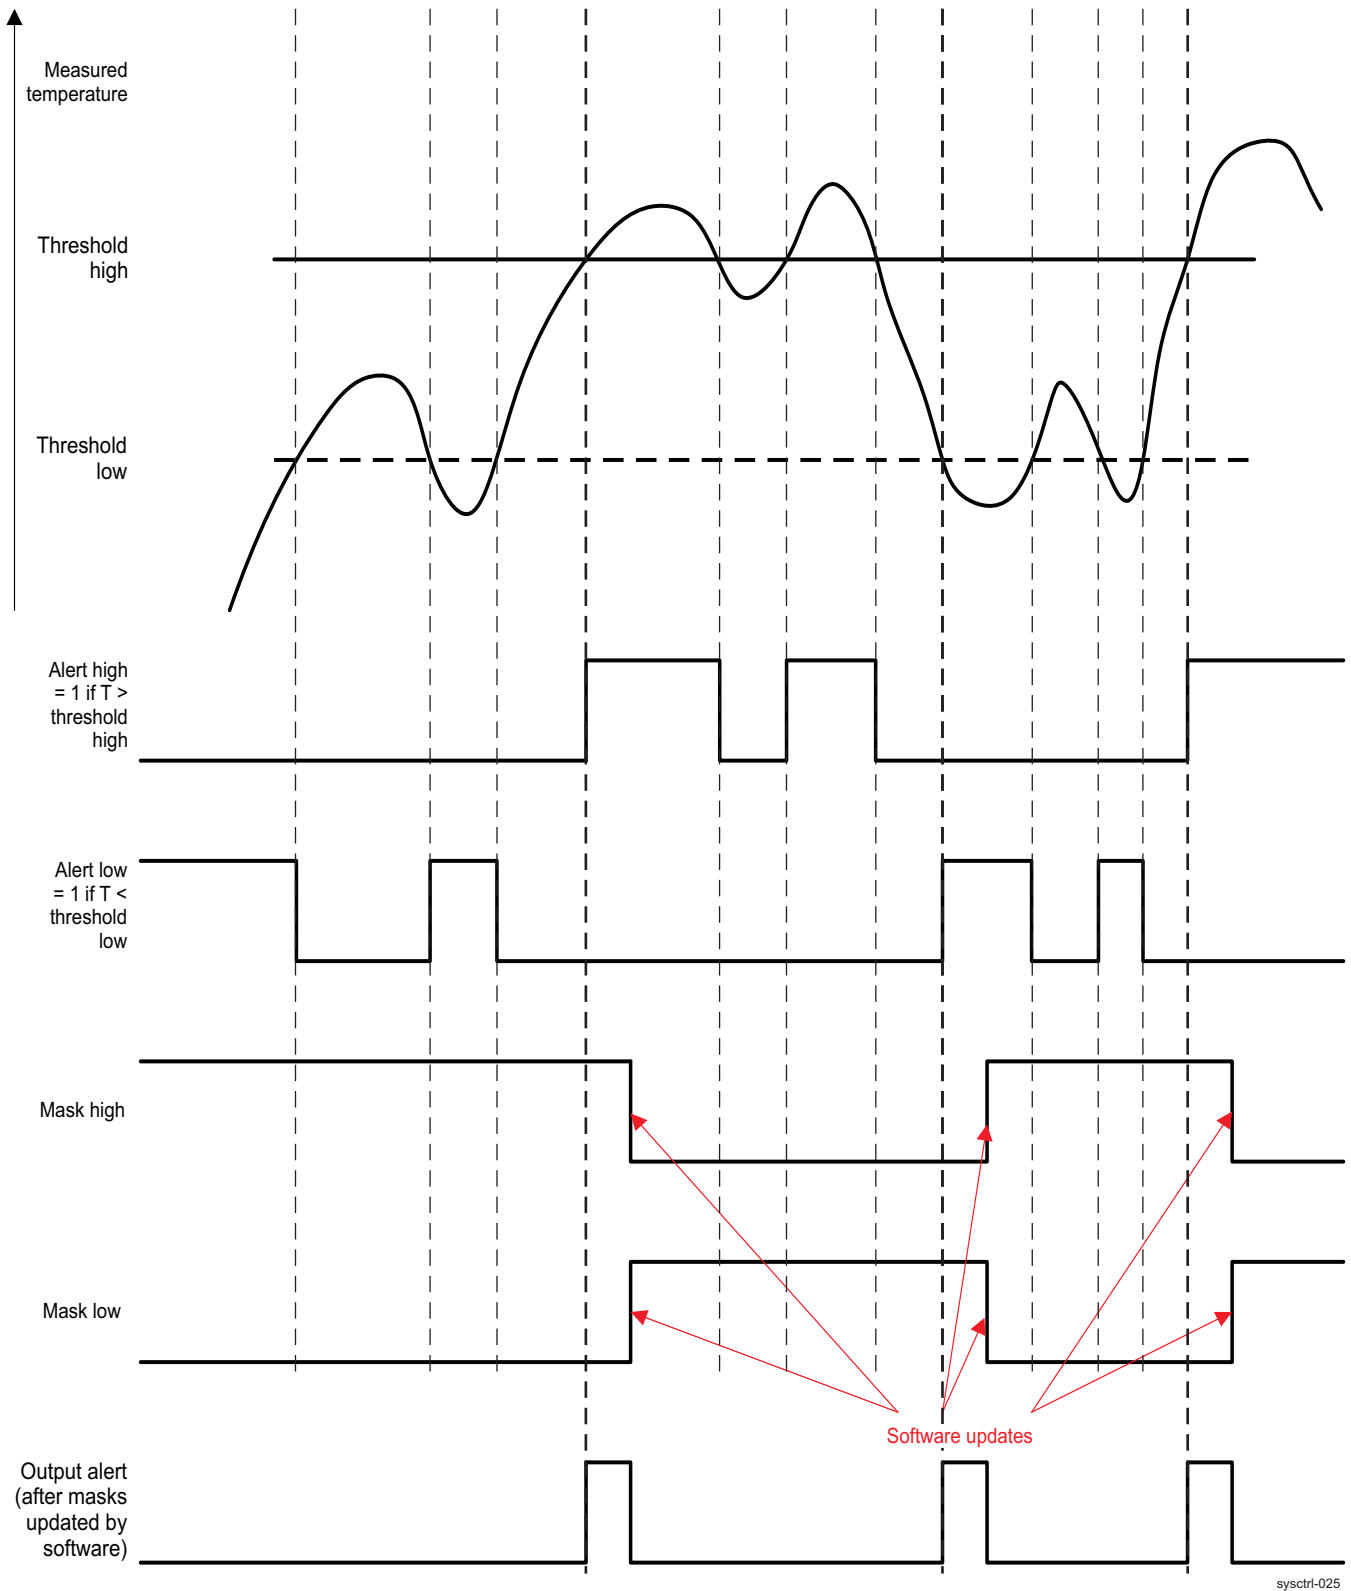 Measured
temperature
Threshold
high
Threshold
low
Alert high
= 1 if T >
threshold
high
Alert low
= 1 if T <
threshold
low
Mask high
Mask low
Software updates
Output alert
(after masks
updated by
software)
sysctrl-025